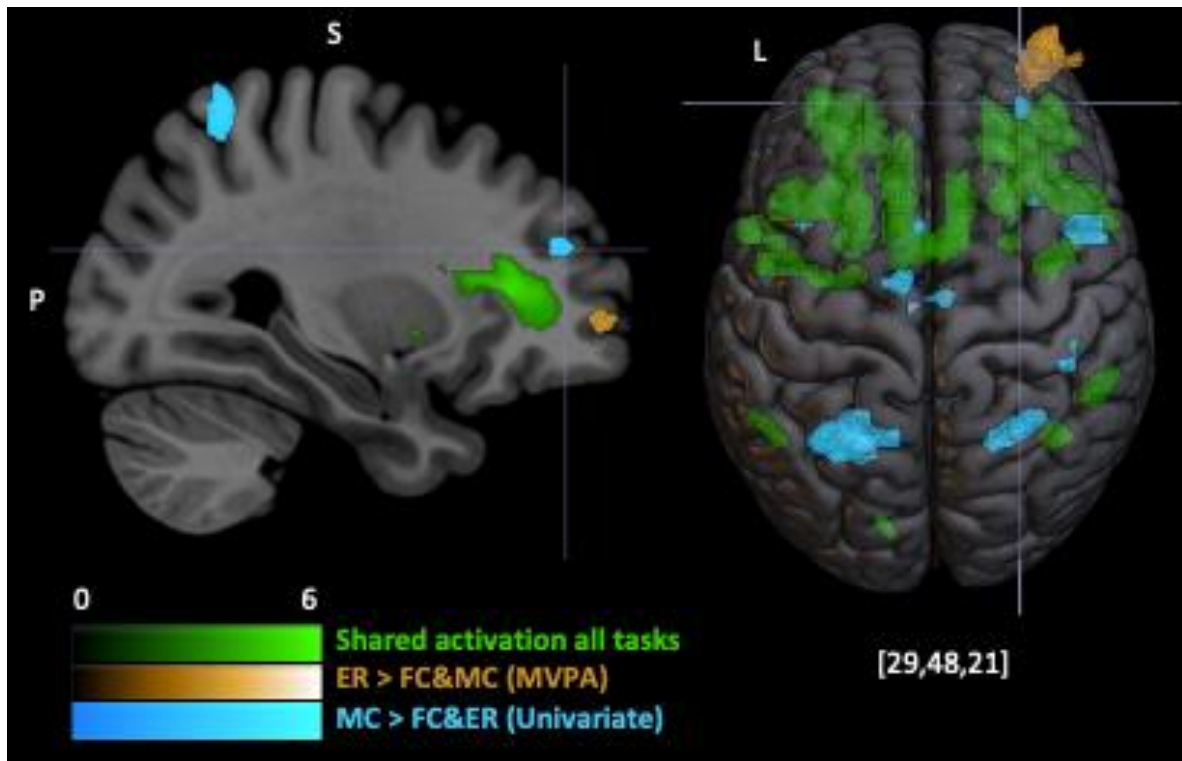 S
L
P
0 6
Shared activation all tasks
ER > FC&MC (MVPA)
MC > FC&ER (Univariate)
[29,48,21]